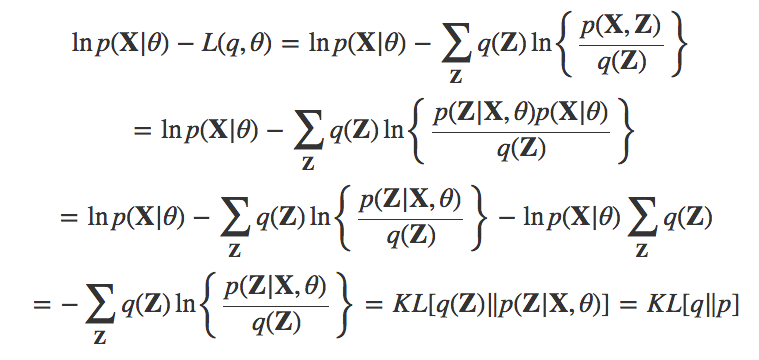 ln p(𝐗|θ) − L(q, θ) = ln p(𝐗|θ) − ∑_𝐙 q(𝐙) ln { p(𝐗, 𝐙) / q(𝐙) }
= ln p(𝐗|θ) − ∑_𝐙 q(𝐙) ln { p(𝐙|𝐗, θ)p(𝐗|θ) / q(𝐙) }
= ln p(𝐗|θ) − ∑_𝐙 q(𝐙) ln { p(𝐙|𝐗, θ) / q(𝐙) } − ln p(𝐗|θ) ∑_𝐙 q(𝐙)
= − ∑_𝐙 q(𝐙) ln { p(𝐙|𝐗, θ) / q(𝐙) } = KL[q(𝐙)||p(𝐙|𝐗, θ)] = KL[q||p]